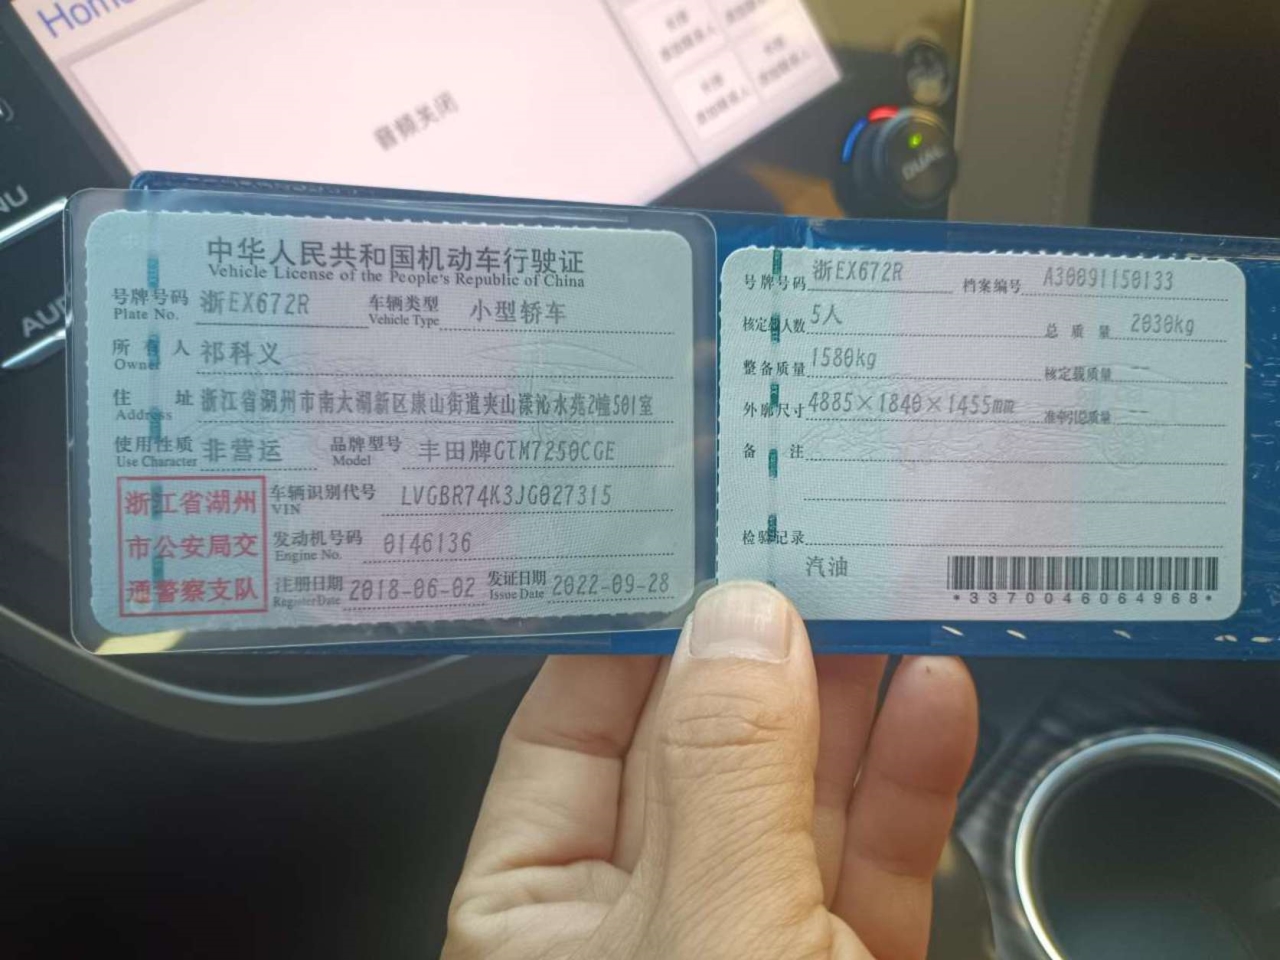 Home
音频关闭
DUAL
NU
中华人民共和国机动车行驶证
Vehicle License of the People's Republic of China
号牌号码 浙EX672R 车辆类型 小型轿车
Plate No. Vehicle Type
所有人 祁科义
Owner
住址 浙江省湖州市南太湖新区康山街道夹山漾沁水苑2幢501室
Address
使用性质 非营运 品牌型号 丰田牌GTM7250CGE
Use Character Model
浙江省湖州
市公安局交
通警察支队
车辆识别代号 LVGBR74K3JG027315
VIN
发动机号码 0146136
Engine No.
注册日期 2018-06-02 发证日期 2022-09-28
Register Date Issue Date
号牌号码 浙EX672R 档案编号 A30091150133
核定载人数 5人 总质量 2030kg
整备质量 1580kg 核定载质量 --
外廓尺寸 4885×1840×1455mm 准牵引总质量 --
备注
检验记录
汽油
*3370046064968*